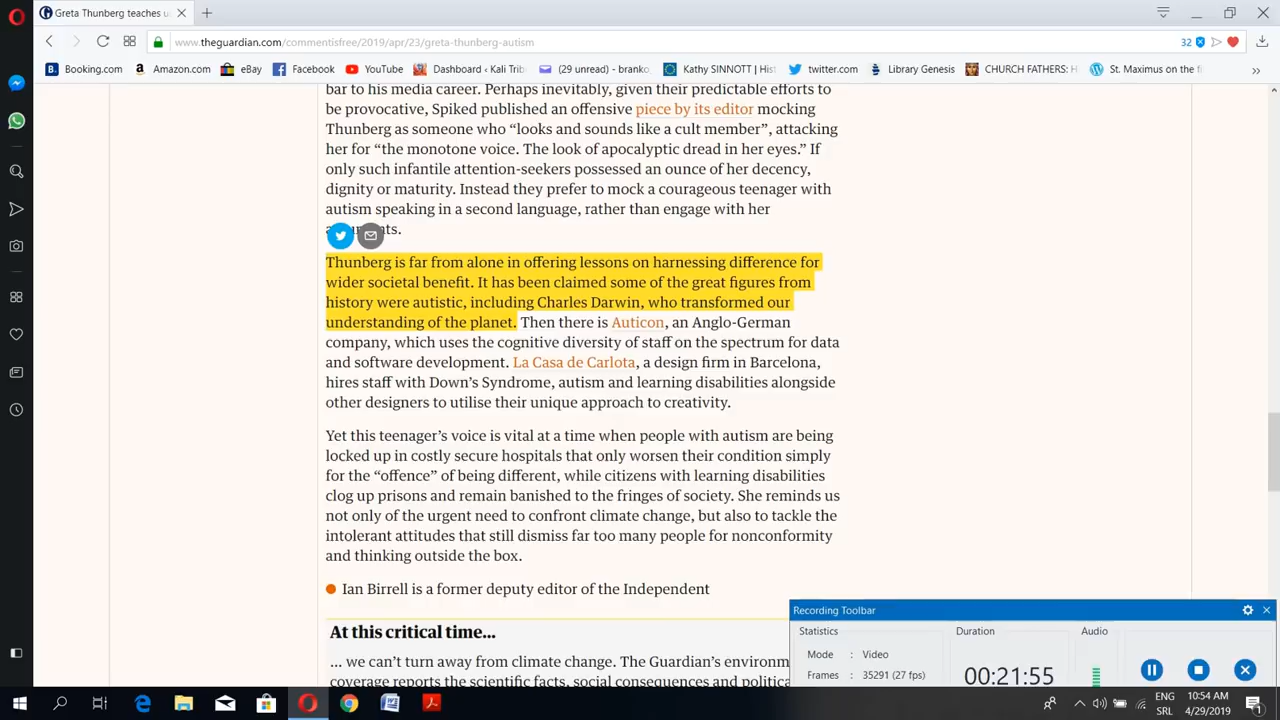 Greta Thunberg teaches u
www.theguardian.com/commentisfree/2019/apr/23/greta-thunberg-autism
32
Booking.com Amazon.com eBay Facebook YouTube Dashboard ‹ Kali Trib (29 unread) - branko. Kathy SINNOTT | Hist twitter.com Library Genesis CHURCH FATHERS: H St. Maximus on the f
bar to his media career. Perhaps inevitably, given their predictable efforts to
be provocative, Spiked published an offensive piece by its editor mocking
Thunberg as someone who “looks and sounds like a cult member”, attacking
her for “the monotone voice. The look of apocalyptic dread in her eyes.” If
only such infantile attention-seekers possessed an ounce of her decency,
dignity or maturity. Instead they prefer to mock a courageous teenager with
autism speaking in a second language, rather than engage with her
Thunberg is far from alone in offering lessons on harnessing difference for
wider societal benefit. It has been claimed some of the great figures from
history were autistic, including Charles Darwin, who transformed our
understanding of the planet. Then there is Auticon, an Anglo-German
company, which uses the cognitive diversity of staff on the spectrum for data
and software development. La Casa de Carlota, a design firm in Barcelona,
hires staff with Down’s Syndrome, autism and learning disabilities alongside
other designers to utilise their unique approach to creativity.
Yet this teenager’s voice is vital at a time when people with autism are being
locked up in costly secure hospitals that only worsen their condition simply
for the “offence” of being different, while citizens with learning disabilities
clog up prisons and remain banished to the fringes of society. She reminds us
not only of the urgent need to confront climate change, but also to tackle the
intolerant attitudes that still dismiss far too many people for nonconformity
and thinking outside the box.
Ian Birrell is a former deputy editor of the Independent
At this critical time…
… we can’t turn away from climate change. The Guardian’s environm
coverage reports the scientific facts, social consequences and politica
Recording Toolbar
Statistics Duration Audio
Mode : Video
Frames : 35291 (27 fps)
00:21:55
ENG 10:54 AM
SRL 4/29/2019
1